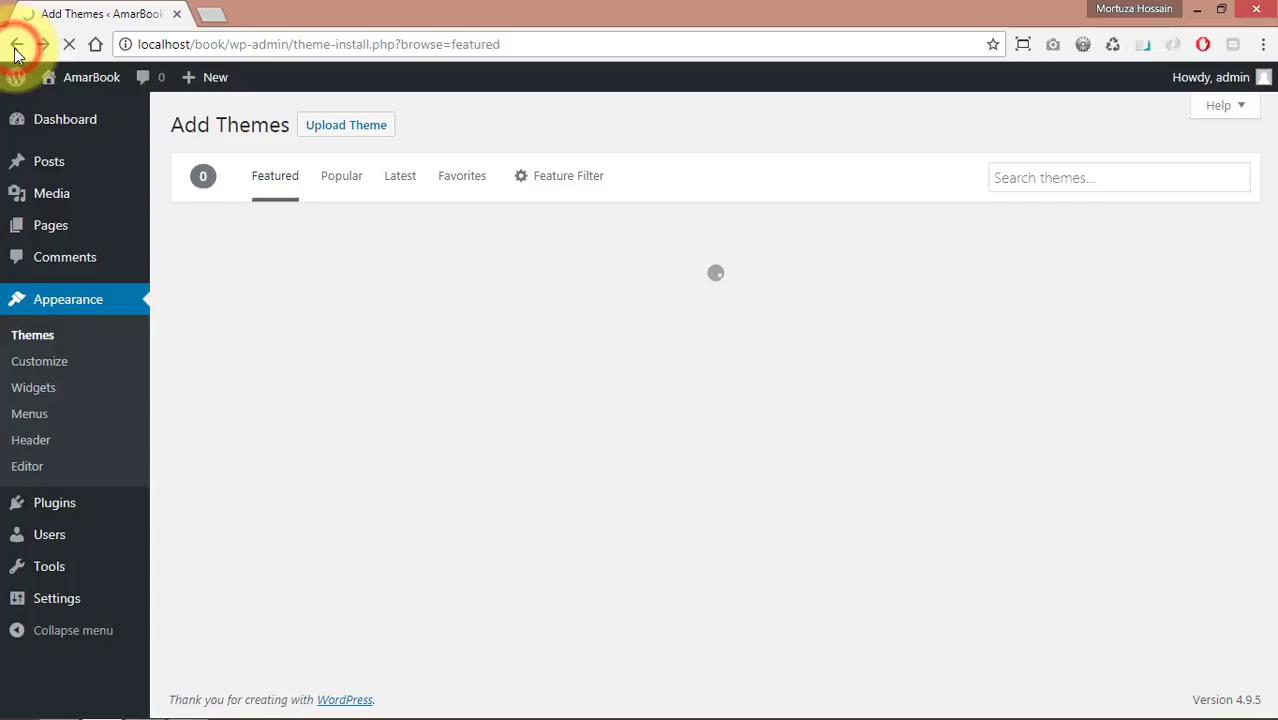 Add Themes ‹ AmarBook
Mortuza Hossain
localhost/book/wp-admin/theme-install.php?browse=featured
AmarBook 0 New Howdy, admin
Help
Add Themes Upload Theme
0 Featured Popular Latest Favorites Feature Filter Search themes...
Dashboard
Posts
Media
Pages
Comments
Appearance
Themes
Customize
Widgets
Menus
Header
Editor
Plugins
Users
Tools
Settings
Collapse menu
Thank you for creating with WordPress.
Version 4.9.5